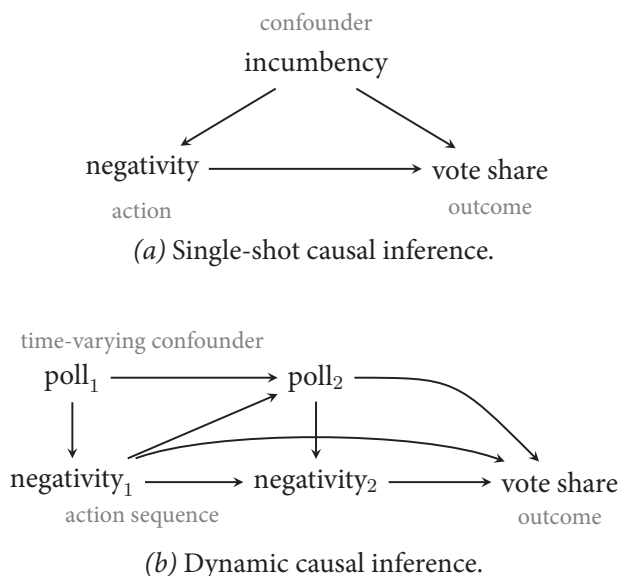 confounder
incumbency
negativity
vote share
action
outcome
(a) Single-shot causal inference.
time-varying confounder
poll₁
poll₂
negativity₁
negativity₂
vote share
action sequence
outcome
(b) Dynamic causal inference.